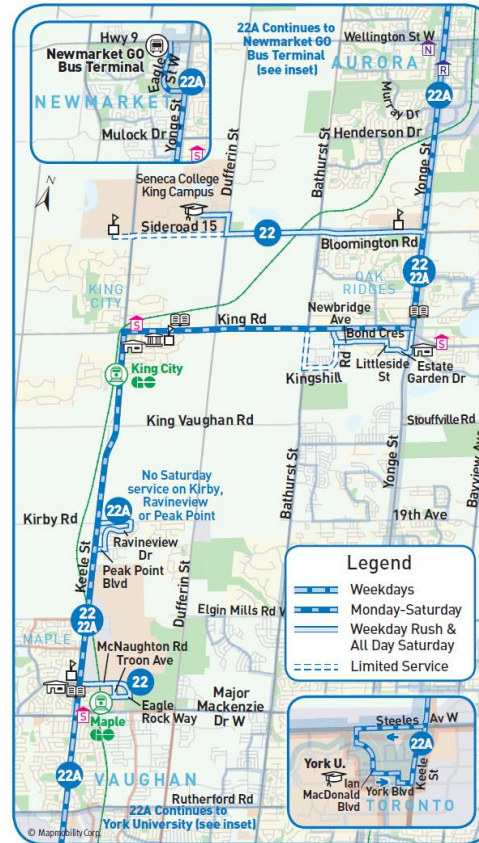 Hwy 9
Newmarket GO
Bus Terminal
Eagle
St W
22A
NEWMARKET
Yonge St
Mulock Dr
S
22A Continues to
Newmarket GO
Bus Terminal
(see inset)
Wellington St W
N
AURORA
R
22A
Murray Dr
Henderson Dr
Dufferin St
Bathurst St
Yonge St
N
Seneca College
King Campus
Sideroad 15
22
Bloomington Rd
KING
CITY
22
22A
OAK
RIDGES
S
King Rd
Newbridge
Ave
Bond Cres
S
Kingshill
Rd
Littleside
St
Estate
Garden Dr
King City
GO
King Vaughan Rd
Stouffville Rd
Bathurst St
Yonge St
Bayview Ave
No Saturday
service on Kirby,
Ravineview
or Peak Point
Kirby Rd
22A
19th Ave
Ravineview
Dr
Keele St
Peak Point
Blvd
Dufferin St
Legend
Weekdays
Monday-Saturday
Weekday Rush &
All Day Saturday
Limited Service
22
22A
Elgin Mills Rd W
MAPLE
McNaughton Rd
Troon Ave
22
Eagle
Rock Way
Major
Mackenzie
Dr W
S
Maple
GO
22A
VAUGHAN
Rutherford Rd
22A Continues to
York University (see inset)
Steeles Av W
22A
Keele
St
York U.
Ian
MacDonald
Blvd
York Blvd
TORONTO
© Mapmobility Corp.